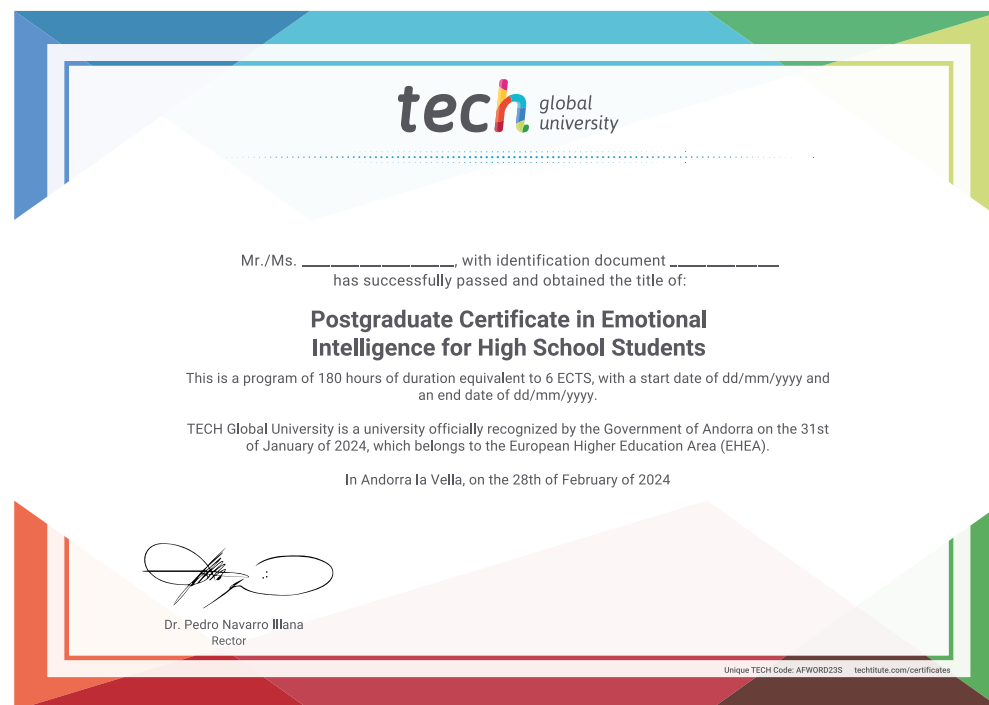 tech global university
Mr./Ms. ____________________, with identification document ______________
has successfully passed and obtained the title of:
Postgraduate Certificate in Emotional
Intelligence for High School Students
This is a program of 180 hours of duration equivalent to 6 ECTS, with a start date of dd/mm/yyyy and
an end date of dd/mm/yyyy.
TECH Global University is a university officially recognized by the Government of Andorra on the 31st
of January of 2024, which belongs to the European Higher Education Area (EHEA).
In Andorra la Vella, on the 28th of February of 2024
Dr. Pedro Navarro Illana
Rector
Unique TECH Code: AFWORD23S techtitute.com/certificates